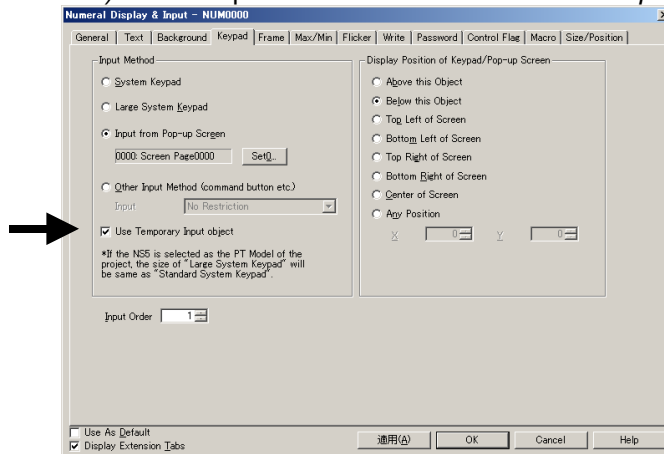 Numeral Display & Input - NUM0000
General Text Background Keypad Frame Max/Min Flicker Write Password Control Flag Macro Size/Position
Input Method
System Keypad
Large System Keypad
Input from Pop-up Screen
0000: Screen Page0000 Set0...
Other Input Method (command button etc.)
Input No Restriction
Use Temporary Input object
*If the NS5 is selected as the PT Model of the
project, the size of "Large System Keypad" will
be same as "Standard System Keypad".
Input Order 1
Display Position of Keypad/Pop-up Screen
Above this Object
Below this Object
Top Left of Screen
Bottom Left of Screen
Top Right of Screen
Bottom Right of Screen
Center of Screen
Any Position
X 0 Y 0
Use As Default
Display Extension Tabs
適用(A) OK Cancel Help